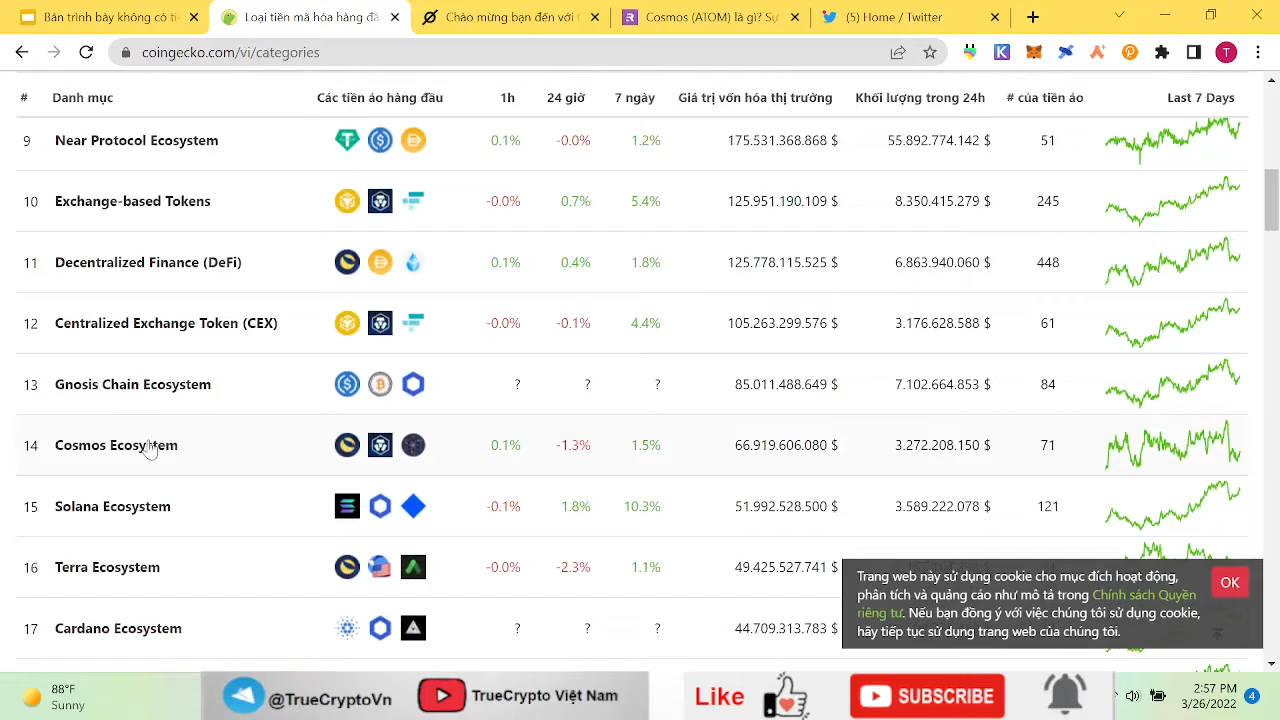 Bản trình bày không có ti
Loại tiền mã hóa hàng đầ
Chào mừng bạn đến với
Cosmos (ATOM) là gì? Sự
(5) Home / Twitter
coingecko.com/vi/categories
# Danh mục Các tiền ảo hàng đầu 1h 24 giờ 7 ngày Giá trị vốn hóa thị trường Khối lượng trong 24h # của tiền ảo Last 7 Days
9 Near Protocol Ecosystem 0.1% -0.0% 1.2% 175.531.368.868 $ 55.892.774.142 $ 51
10 Exchange-based Tokens -0.0% 0.7% 5.4% 125.951.190.109 $ 8.350.415.279 $ 245
11 Decentralized Finance (DeFi) 0.1% 0.4% 1.8% 125.778.115.525 $ 6.863.940.060 $ 448
12 Centralized Exchange Token (CEX) -0.0% -0.1% 4.4% 105.263.299.576 $ 3.176.628.588 $ 61
13 Gnosis Chain Ecosystem ? ? ? 85.011.488.649 $ 7.102.664.853 $ 84
14 Cosmos Ecosystem 0.1% -1.3% 1.5% 66.919.606.080 $ 3.272.208.150 $ 71
15 Solana Ecosystem -0.1% 1.8% 10.3% 51.992.528.500 $ 3.589.222.078 $ 121
16 Terra Ecosystem -0.0% -2.3% 1.1% 49.425.527.741 $
17 Cardano Ecosystem ? ? ? 44.709.313.783 $
Trang web này sử dụng cookie cho mục đích hoạt động,
phân tích và quảng cáo như mô tả trong Chính sách Quyền
riêng tư. Nếu bạn đồng ý với việc chúng tôi sử dụng cookie,
hãy tiếp tục sử dụng trang web của chúng tôi.
OK
88°F
Sunny
@TrueCryptoVn
TrueCrypto Việt Nam
Like
SUBSCRIBE
2:57 PM
3/26/2022
4